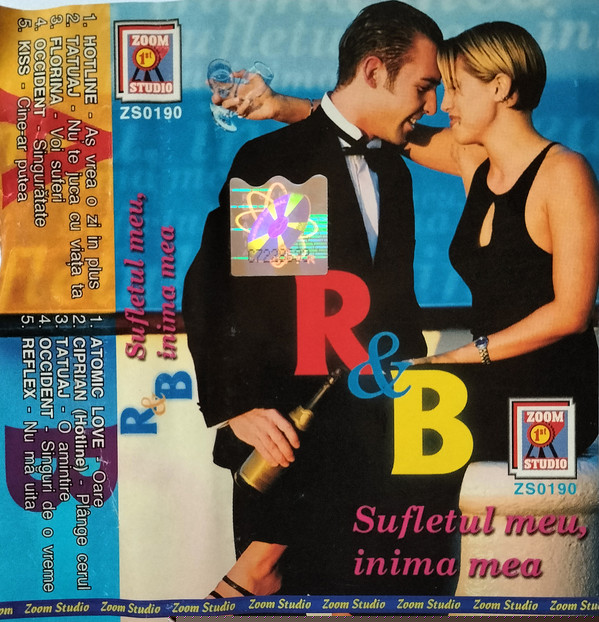 1. HOTLINE - Aș vrea o zi in plus
2. TATUAJ - Nu te juca cu viața ta
3. FLORINA - Voi suferi
4. OCCIDENT - Singurătate
5. KISS - Cine-ar putea
1. ATOMIC LOVE - Oare
2. CIPRIAN (Hotline) - Plânge cerul
3. TATUAJ - O amintire
4. OCCIDENT - Singuri de o vreme
5. REFLEX - Nu mă uita
A
B
ZOOM
1st
STUDIO
ZS0190
Sufletul meu,
inima mea
R&B
R&B
ZOOM
1st
STUDIO
ZS0190
Sufletul meu,
inima mea
Zoom Studio Zoom Studio Zoom Studio Zoom Studio Zoom Studio Zoom Studio Zoom Studio